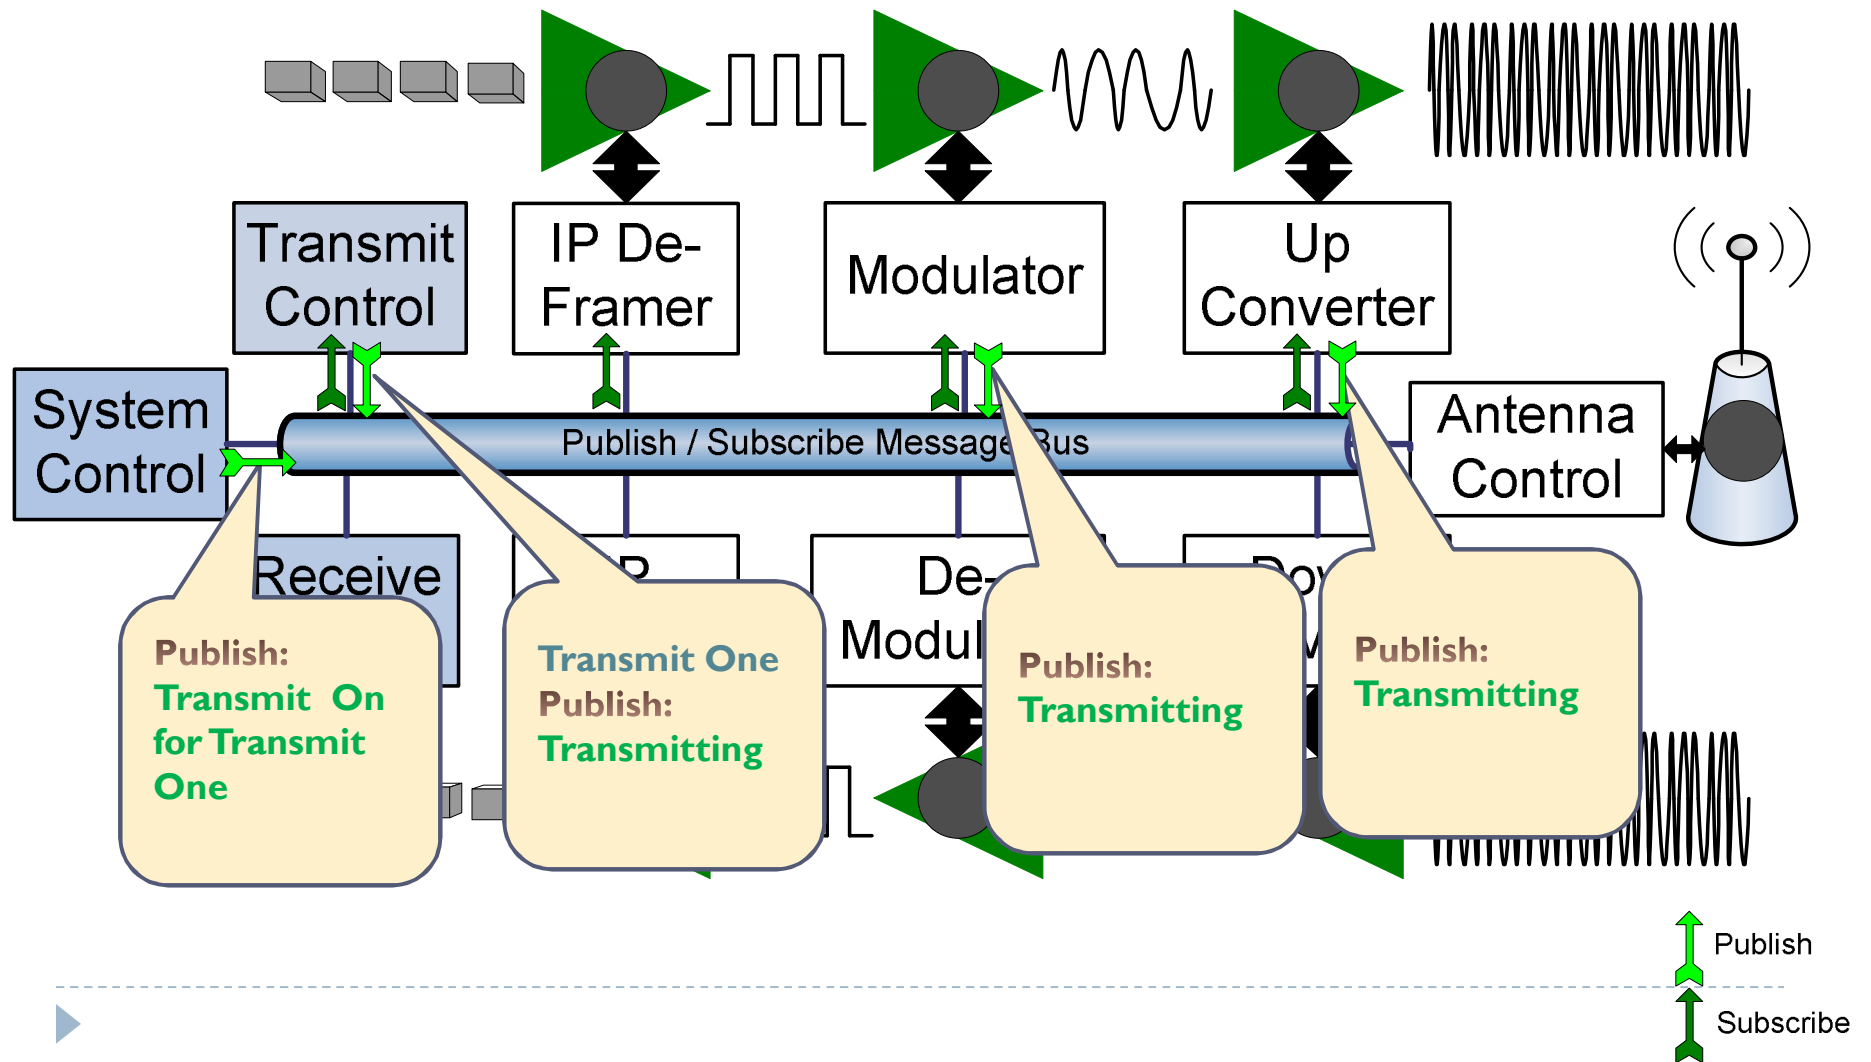 Transmit
Control
IP De-
Framer
Modulator
Up
Converter
System
Control
Publish / Subscribe Message Bus
Antenna
Control
Receive
De-
Publish:
Transmit On
for Transmit
One
Transmit One
Publish:
Transmitting
Publish:
Transmitting
Publish:
Transmitting
Publish
Subscribe